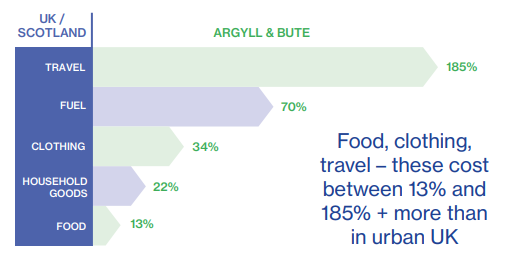 UK /
SCOTLAND
ARGYLL & BUTE
TRAVEL
185%
FUEL
70%
CLOTHING
34%
HOUSEHOLD
GOODS
22%
FOOD
13%
Food, clothing,
travel – these cost
between 13% and
185% + more than
in urban UK